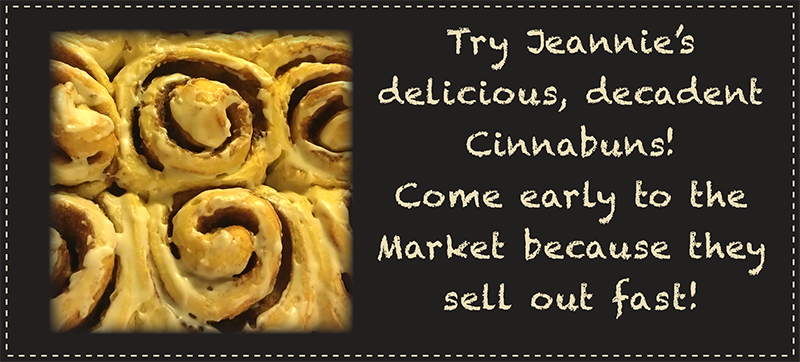 Try Jeannie's
delicious, decadent
Cinnabuns!
Come early to the
Market because they
sell out fast!